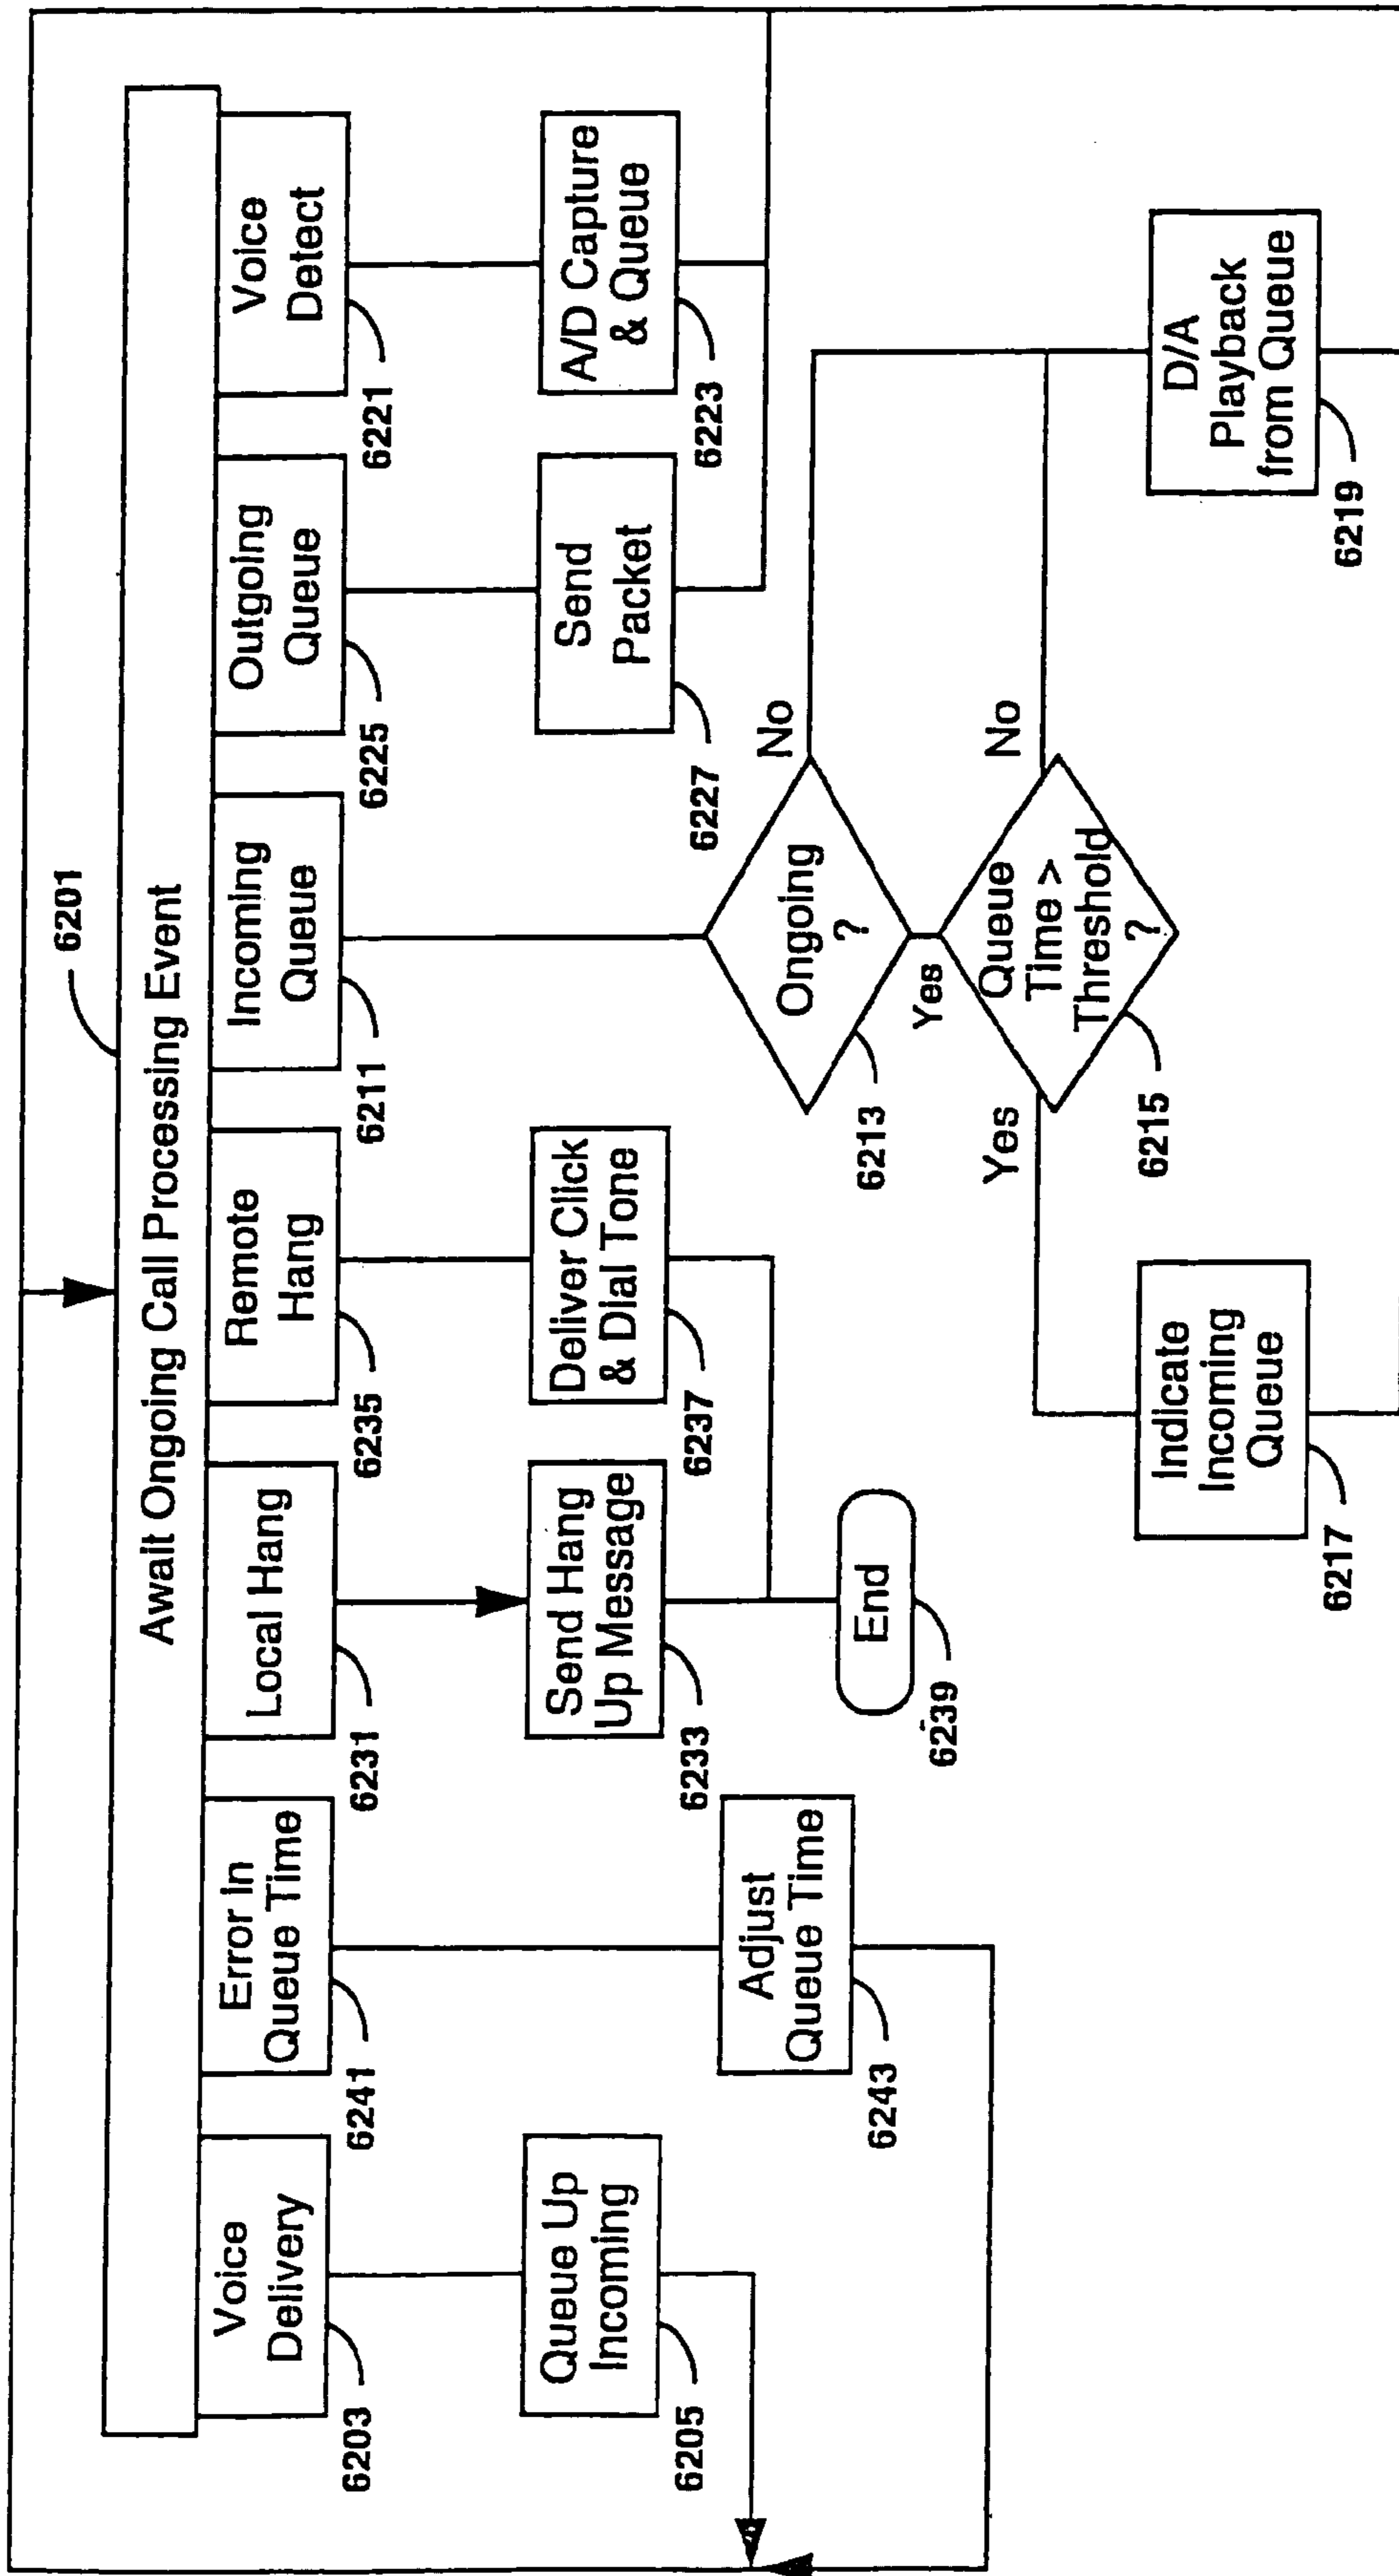 6201
Await Ongoing Call Processing Event
Voice
Delivery
6203
Error in
Queue Time
6241
Local Hang
6231
Remote
Hang
6235
Incoming
Queue
6211
Outgoing
Queue
6225
Voice
Detect
6221
Queue Up
Incoming
6205
Send Hang
Up Message
6233
Deliver Click
& Dial Tone
6237
Send
Packet
6227
A/D Capture
& Queue
6223
Adjust
Queue Time
6243
End
6239
Ongoing
?
6213
No
Yes
Queue
Time >
Threshold
?
6215
Yes
No
Indicate
Incoming
Queue
6217
D/A
Playback
from Queue
6219